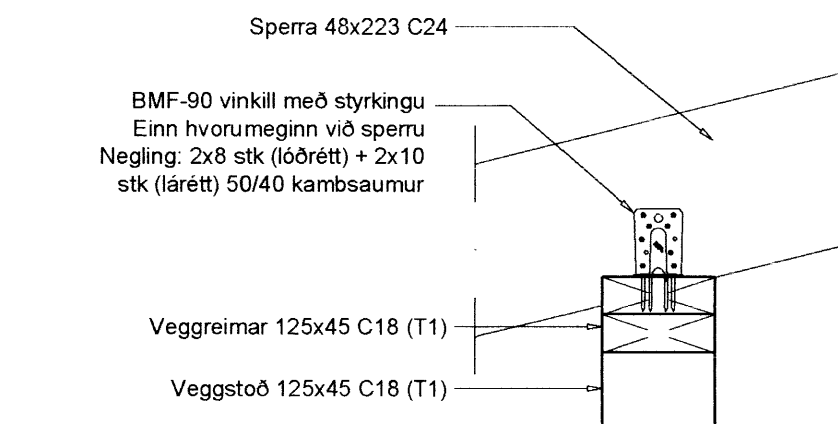 Sperra 48x223 C24
BMF-90 vinkill með styrkingu
Einn hvorumeginn við sperru
Negling: 2x8 stk (lóðrétt) + 2x10
stk (lárétt) 50/40 kambsaumur
Veggreimar 125x45 C18 (T1)
Veggstoð 125x45 C18 (T1)